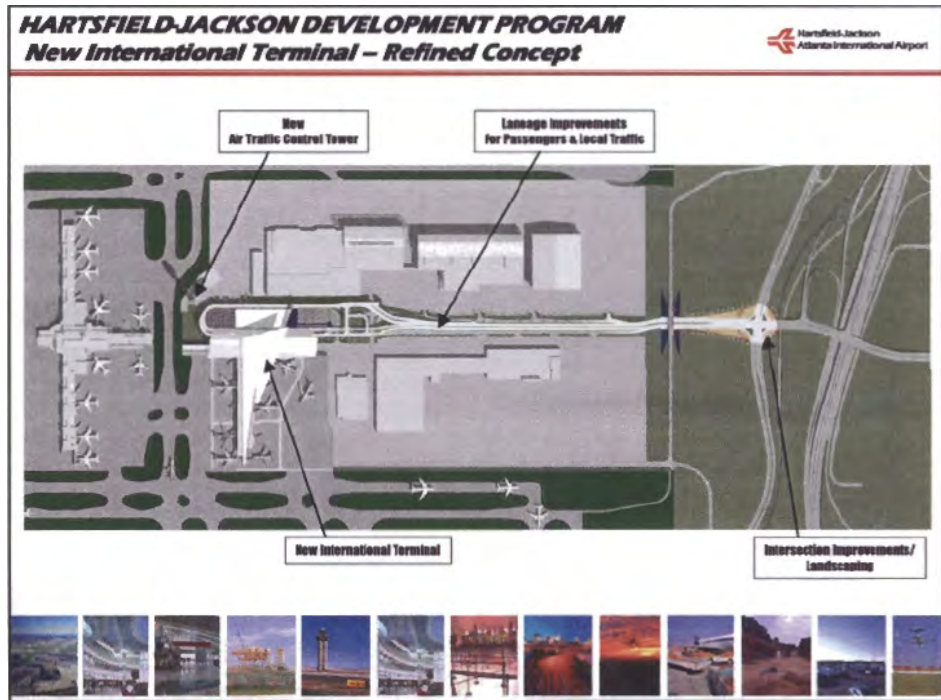 HARTSFIELD-JACKSON DEVELOPMENT PROGRAM
New International Terminal – Refined Concept
Hartsfield-Jackson
Atlanta International Airport
New
Air Traffic Control Tower
Laneage Improvements
for Passengers & Local Traffic
New International Terminal
Intersection Improvements/
Landscaping